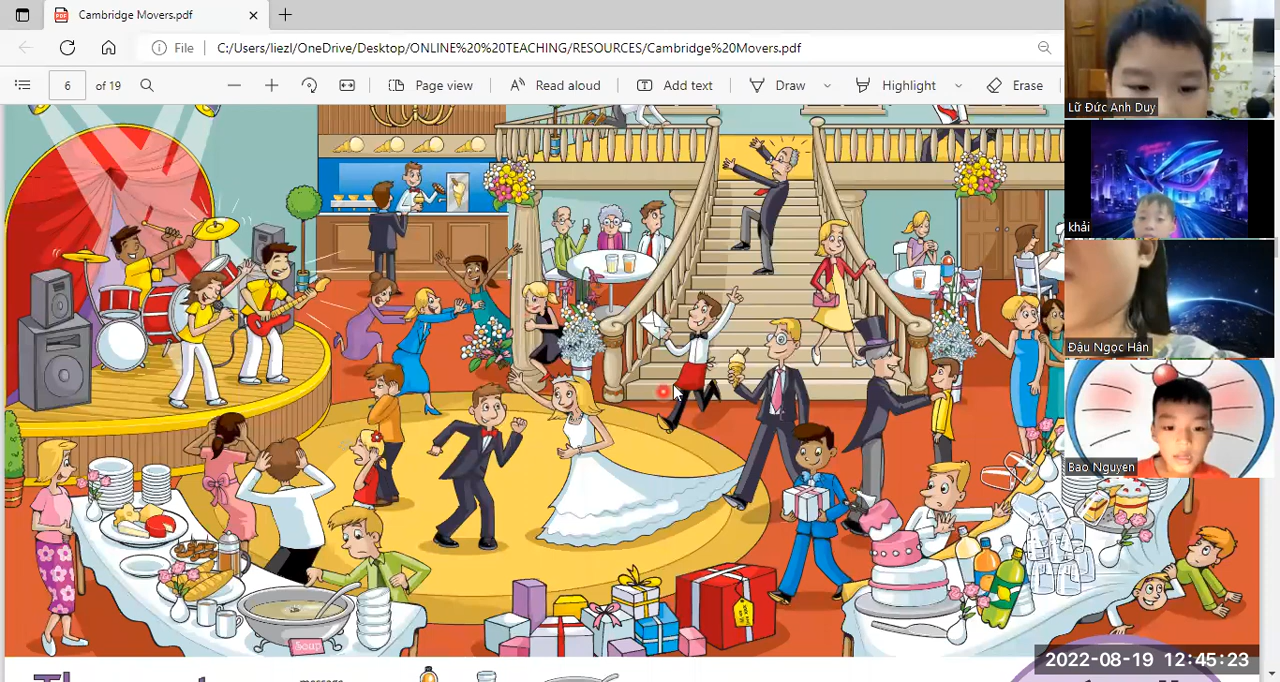 Cambridge Movers.pdf
File
C:/Users/liezl/OneDrive/Desktop/ONLINE%20%20TEACHING/RESOURCES/Cambridge%20Movers.pdf
6 of 19
Page view
Read aloud
Add text
Draw
Highlight
Erase
Lữ Đức Anh Duy
khải
Đậu Ngọc Hân
Bao Nguyen
Soup
message
2022-08-19 12:45:23